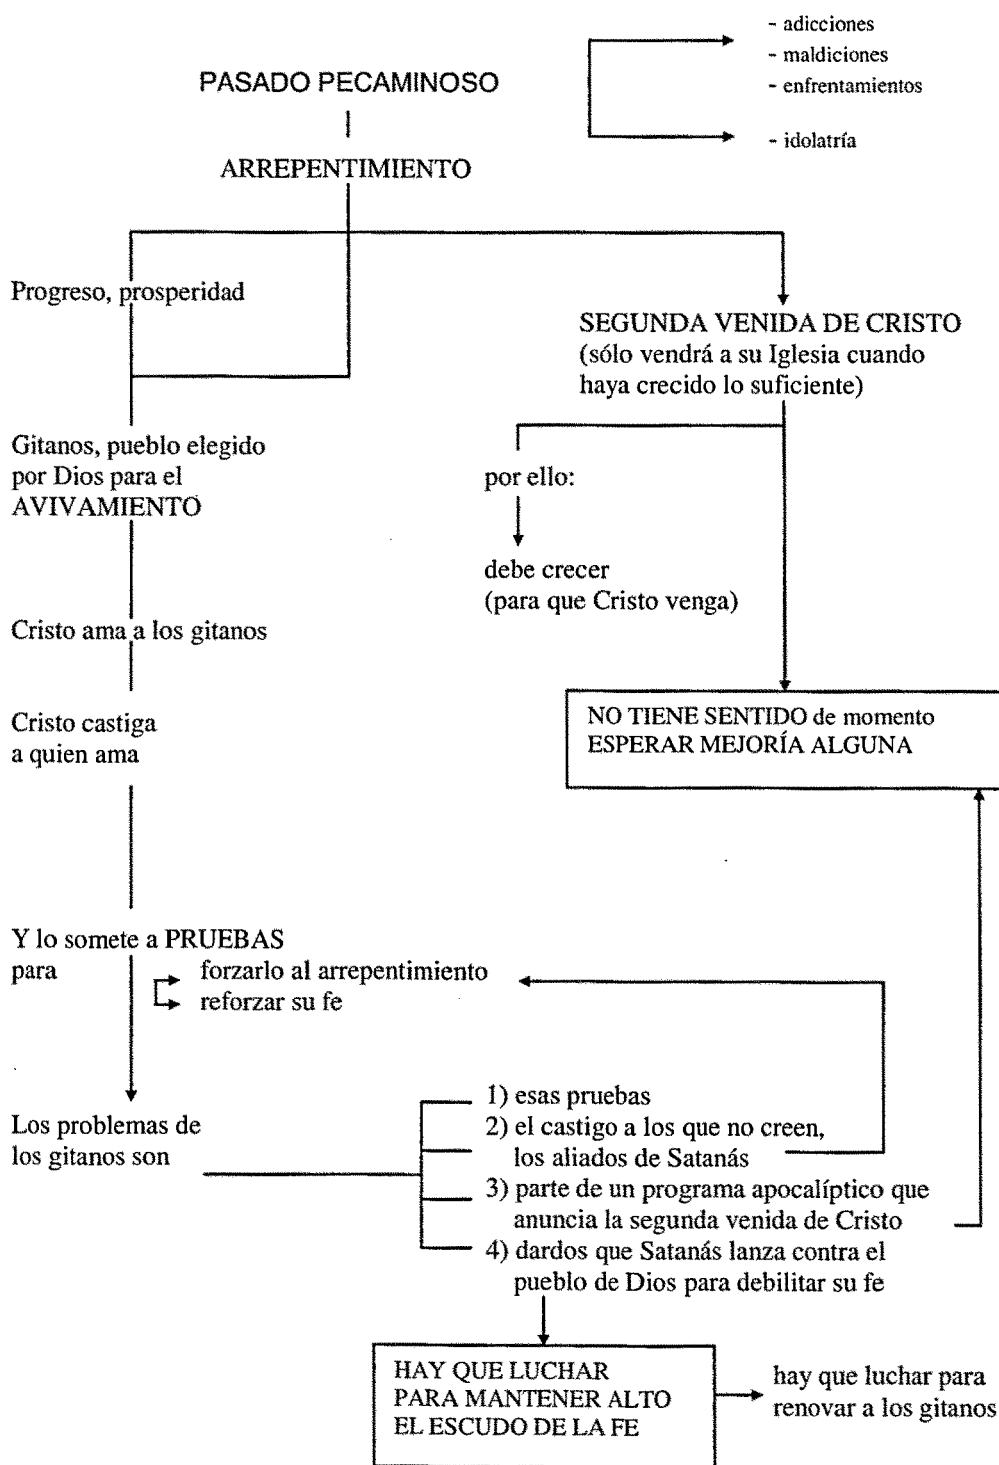 - adicciones
- maldiciones
- enfrentamientos
- idolatría
PASADO PECAMINOSO
ARREPENTIMIENTO
Progreso, prosperidad
SEGUNDA VENIDA DE CRISTO
(sólo vendrá a su Iglesia cuando
haya crecido lo suficiente)
Gitanos, pueblo elegido
por Dios para el
AVIVAMIENTO
por ello:
debe crecer
(para que Cristo venga)
Cristo ama a los gitanos
Cristo castiga
a quien ama
NO TIENE SENTIDO de momento
ESPERAR MEJORÍA ALGUNA
Y lo somete a PRUEBAS
para
forzarlo al arrepentimiento
reforzar su fe
Los problemas de
los gitanos son
1) esas pruebas
2) el castigo a los que no creen,
los aliados de Satanás
3) parte de un programa apocalíptico que
anuncia la segunda venida de Cristo
4) dardos que Satanás lanza contra el
pueblo de Dios para debilitar su fe
HAY QUE LUCHAR
PARA MANTENER ALTO
EL ESCUDO DE LA FE
hay que luchar para
renovar a los gitanos